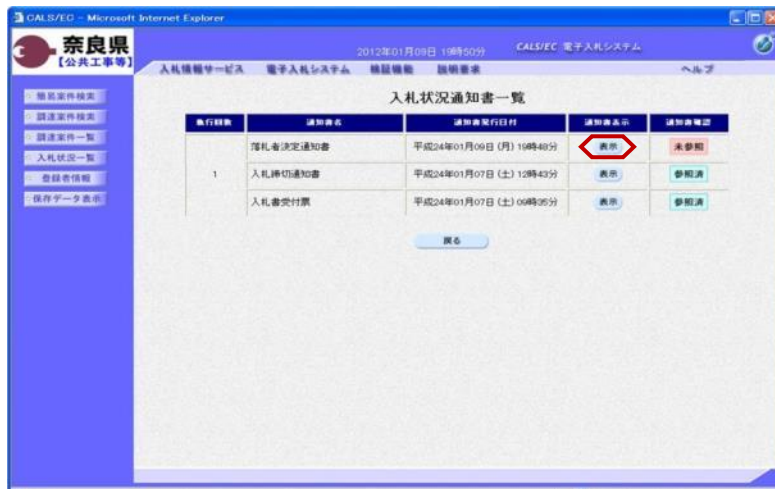 CALS/EC - Microsoft Internet Explorer
奈良県
【公共工事等】
2012年01月09日 19時50分
CALS/EC 電子入札システム
入札情報サービス 電子入札システム 検証機能 説明要求 ヘルプ
簡易案件検索
調達案件検索
調達案件一覧
入札状況一覧
登録者情報
保存データ表示
入札状況通知書一覧
執行回数 通知書名 通知書発行日付 通知書表示 通知書確認
落札者決定通知書 平成24年01月09日 (月) 19時48分 表示 未参照
1 入札締切通知書 平成24年01月07日 (土) 12時43分 表示 参照済
入札書受付票 平成24年01月07日 (土) 09時35分 表示 参照済
戻る